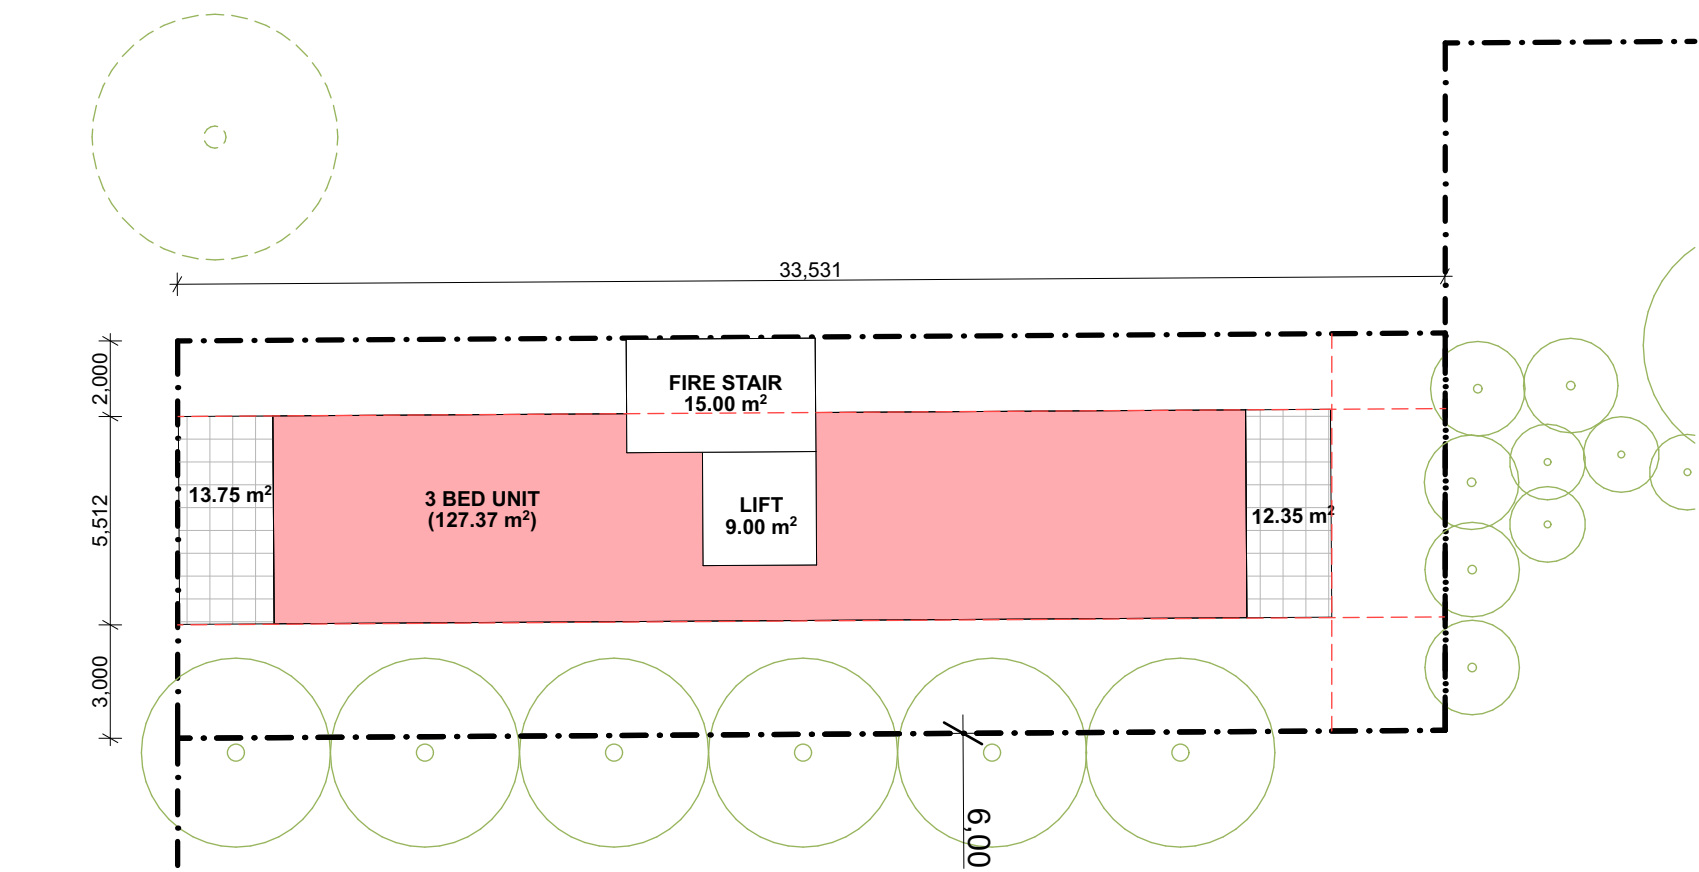 33,531
2,000
FIRE STAIR
15.00 m²
13.75 m²
3 BED UNIT
(127.37 m²)
5,512
LIFT
9.00 m²
12.35 m²
3,000
6,00